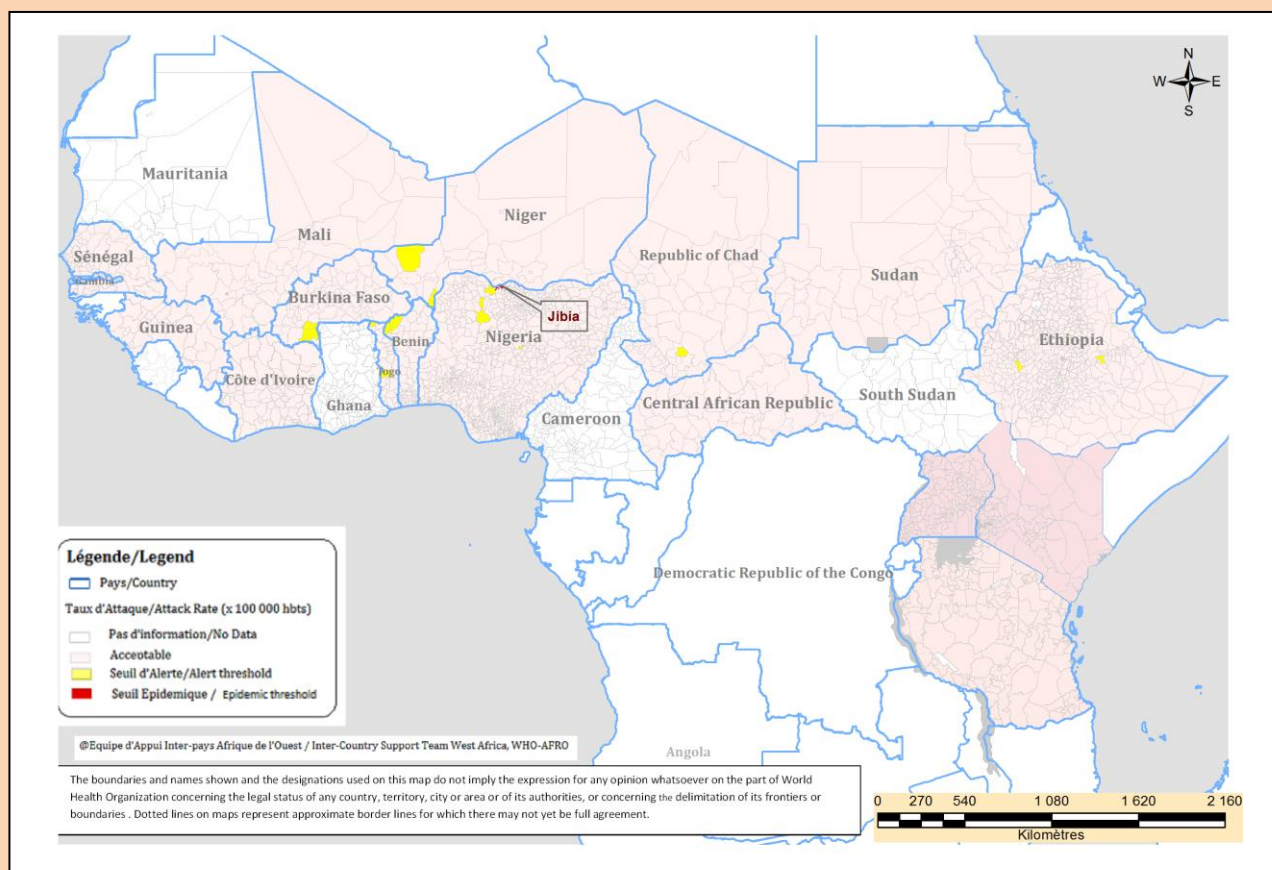 N
W E
S
Mauritania
Mali
Niger
Republic of Chad
Sudan
Sénégal
Gambia
Burkina Faso
Guinea
Jibia
Benin
Nigeria
Togo
Côte d'Ivoire
Ghana
Cameroon
Central African Republic
South Sudan
Ethiopia
Democratic Republic of the Congo
Angola
Légende/Legend
Pays/Country
Taux d'Attaque/Attack Rate (x 100 000 hbts)
Pas d'information/No Data
Acceptable
Seuil d'Alerte/Alert threshold
Seuil Epidemique / Epidemic threshold
@Equipe d'Appui Inter-pays Afrique de l'Ouest / Inter-Country Support Team West Africa, WHO-AFRO
The boundaries and names shown and the designations used on this map do not imply the expression for any opinion whatsoever on the part of World
Health Organization concerning the legal status of any country, territory, city or area or of its authorities, or concerning the delimitation of its frontiers or
boundaries . Dotted lines on maps represent approximate border lines for which there may not yet be full agreement.
0 270 540 1 080 1 620 2 160
Kilomètres